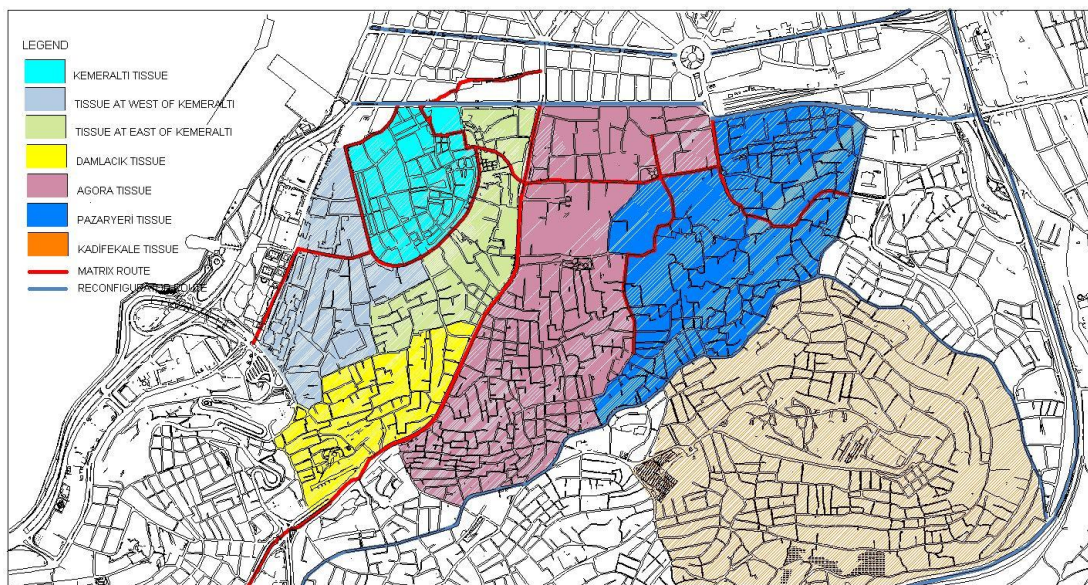 LEGEND
KEMERALTI TISSUE
TISSUE AT WEST OF KEMERALTI
TISSUE AT EAST OF KEMERALTI
DAMLACIK TISSUE
AGORA TISSUE
PAZARYERİ TISSUE
KADİFEKALE TISSUE
MATRIX ROUTE
RECONFIGURATOR ROUTE